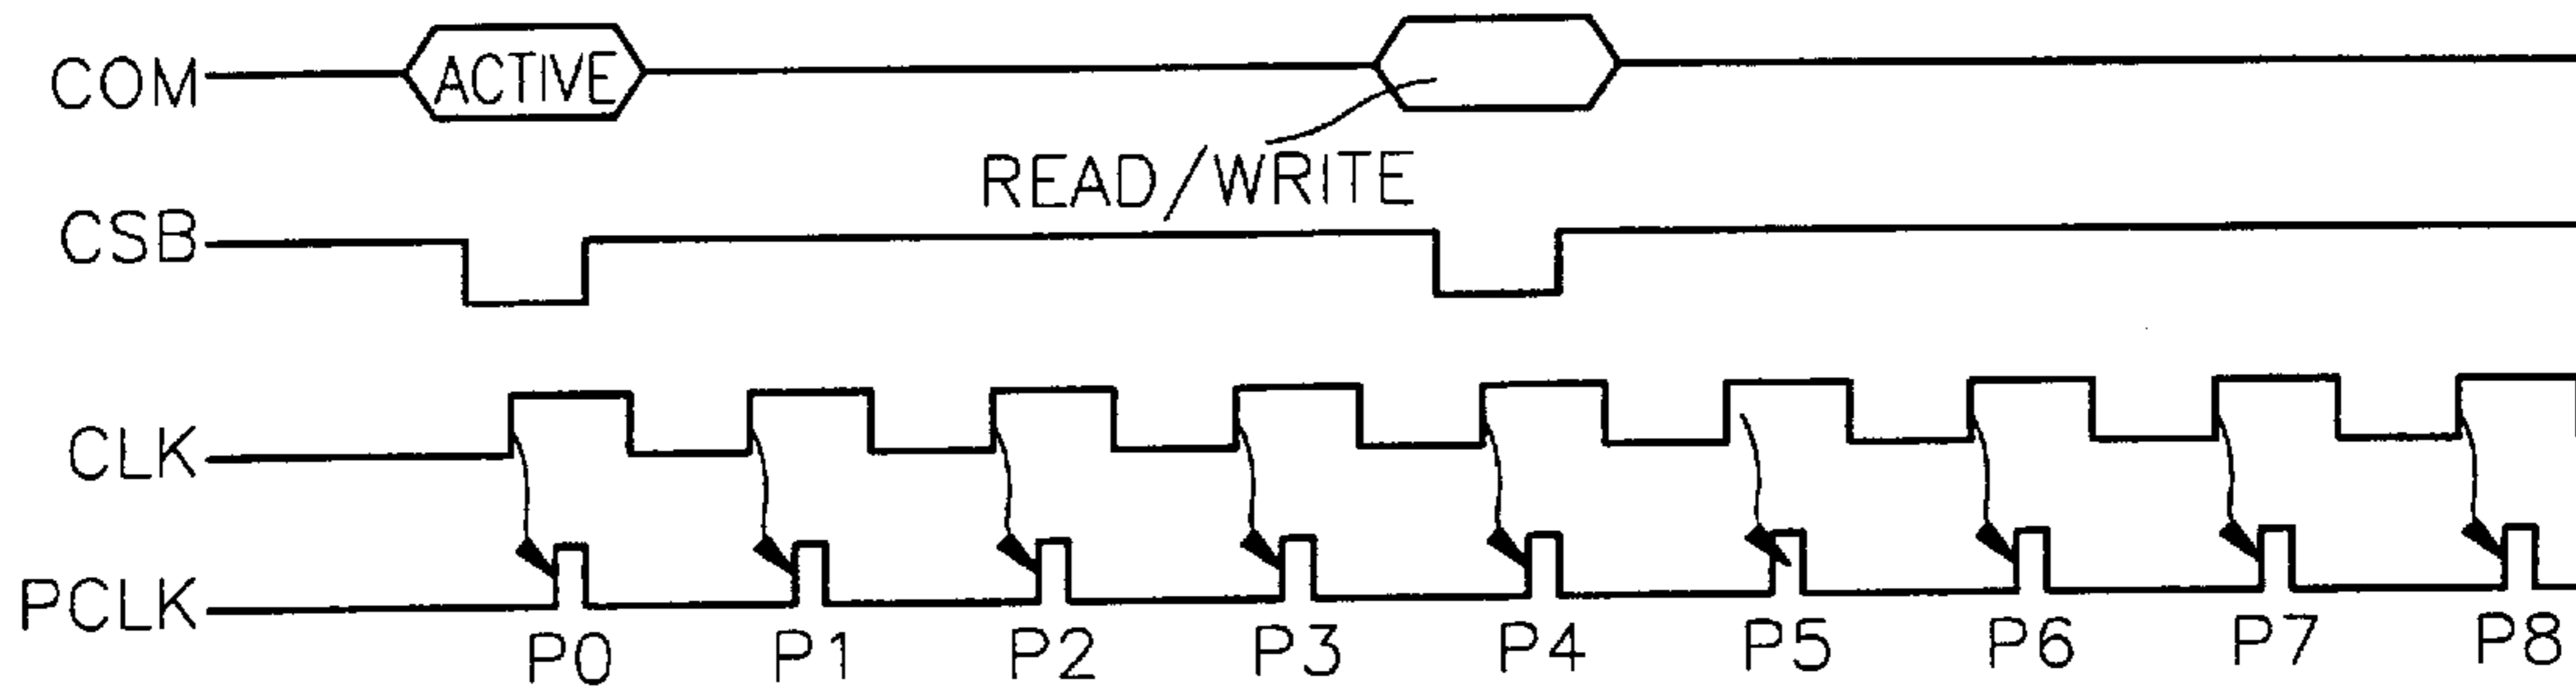 COM ACTIVE
READ/WRITE
CSB
CLK
PCLK
P0 P1 P2 P3 P4 P5 P6 P7 P8